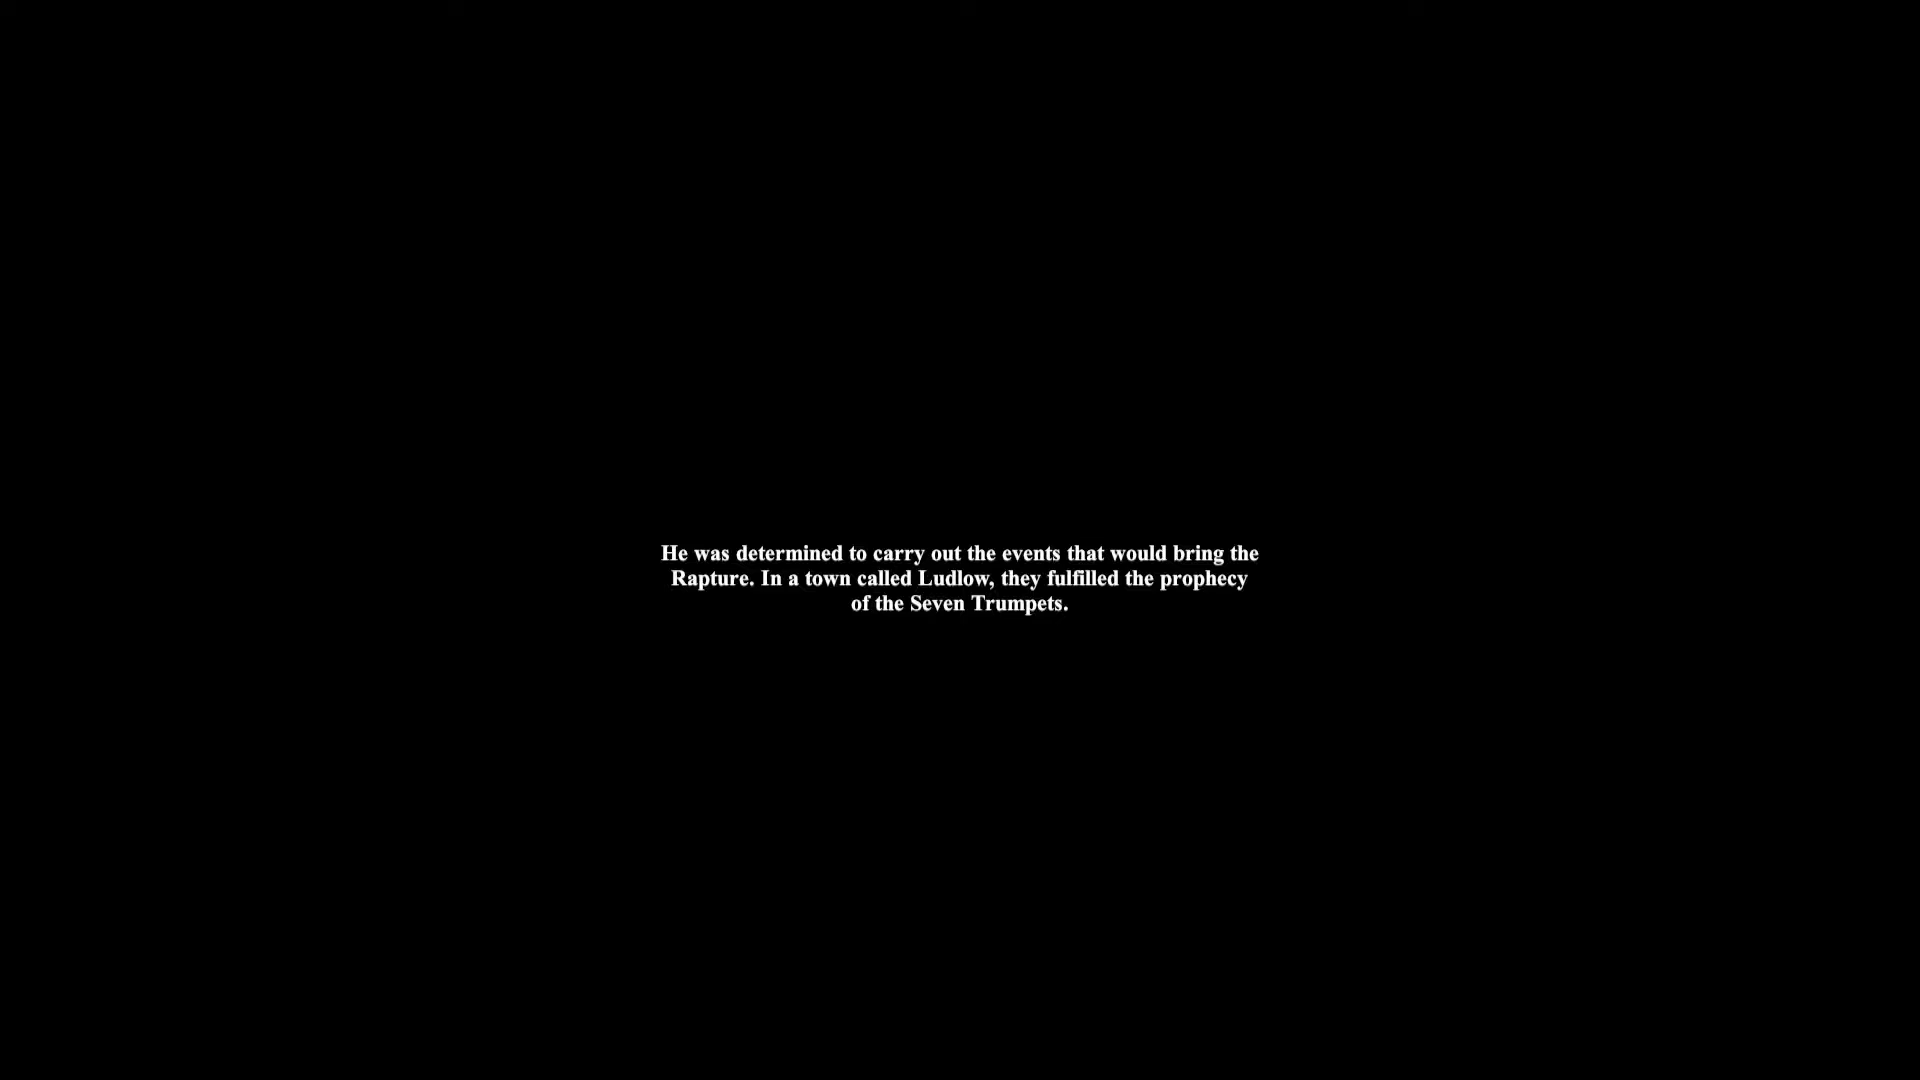 He was determined to carry out the events that would bring the
Rapture. In a town called Ludlow, they fulfilled the prophecy
of the Seven Trumpets.